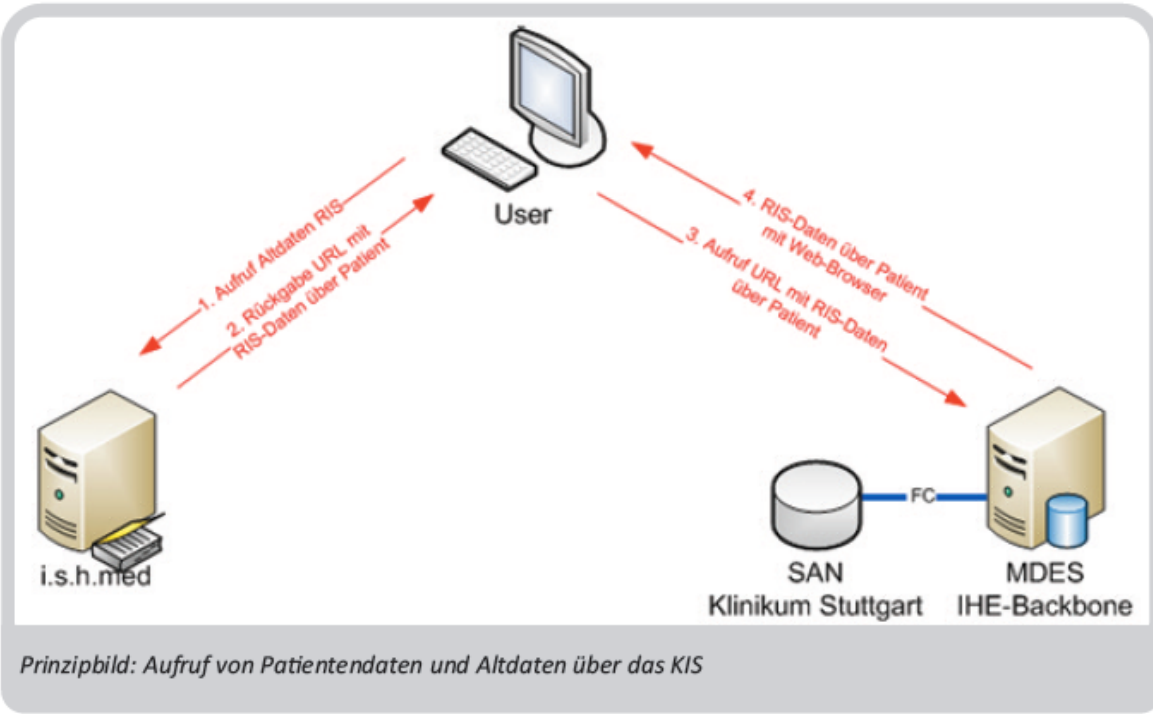 User
1. Aufruf Altdaten RIS
2. Rückgabe URL mit
RIS-Daten über Patient
4. RIS-Daten über Patient
mit Web-Browser
3. Aufruf URL mit RIS-Daten
über Patient
i.s.h.med
FC
SAN
Klinikum Stuttgart
MDES
IHE-Backbone
Prinzipbild: Aufruf von Patientendaten und Altdaten über das KIS